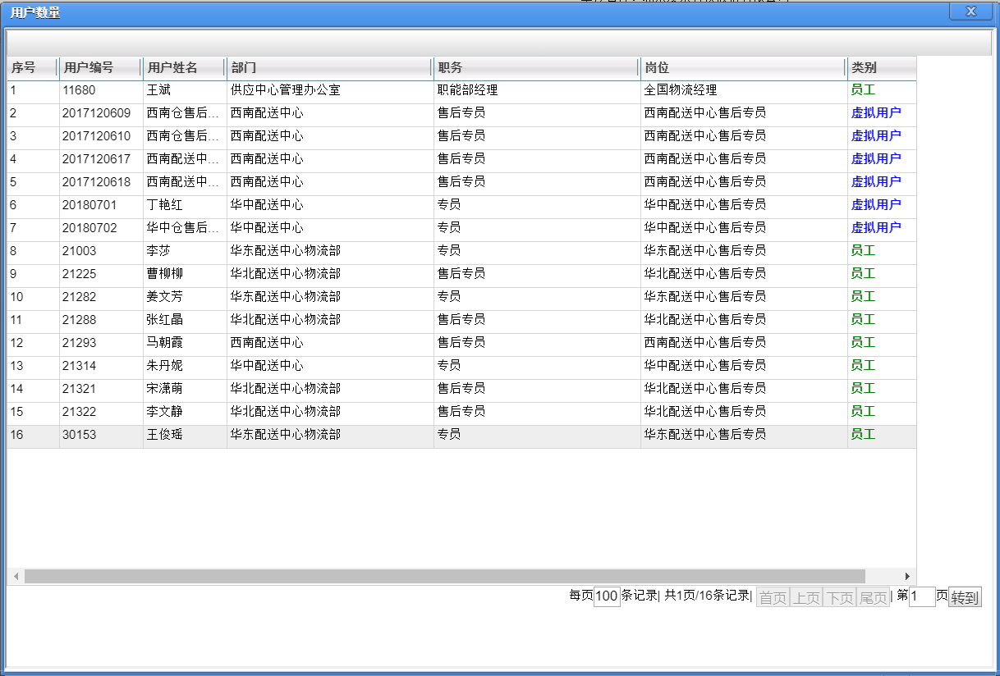 用户数量
序号 用户编号 用户姓名 部门 职务 岗位 类别
1 11680 王斌 供应中心管理办公室 职能部经理 全国物流经理 员工
2 2017120609 西南仓售后... 西南配送中心 售后专员 西南配送中心售后专员 虚拟用户
3 2017120610 西南仓售后... 西南配送中心 售后专员 西南配送中心售后专员 虚拟用户
4 2017120617 西南配送中... 西南配送中心 售后专员 西南配送中心售后专员 虚拟用户
5 2017120618 西南配送中... 西南配送中心 售后专员 西南配送中心售后专员 虚拟用户
6 20180701 丁艳红 华中配送中心 专员 华中配送中心售后专员 虚拟用户
7 20180702 华中仓售后... 华中配送中心 专员 华中配送中心售后专员 虚拟用户
8 21003 李莎 华东配送中心物流部 专员 华东配送中心售后专员 员工
9 21225 曹柳柳 华北配送中心物流部 售后专员 华北配送中心售后专员 员工
10 21282 姜文芳 华东配送中心物流部 专员 华东配送中心售后专员 员工
11 21288 张红晶 华北配送中心物流部 售后专员 华北配送中心售后专员 员工
12 21293 马朝霞 西南配送中心 售后专员 西南配送中心售后专员 员工
13 21314 朱丹妮 华中配送中心 专员 华中配送中心售后专员 员工
14 21321 宋潇萌 华北配送中心物流部 售后专员 华北配送中心售后专员 员工
15 21322 李文静 华北配送中心物流部 售后专员 华北配送中心售后专员 员工
16 30153 王俊瑶 华东配送中心物流部 专员 华东配送中心售后专员 员工
每页100条记录| 共1页/16条记录| 首页 上页 下页 尾页 | 第1页 转到